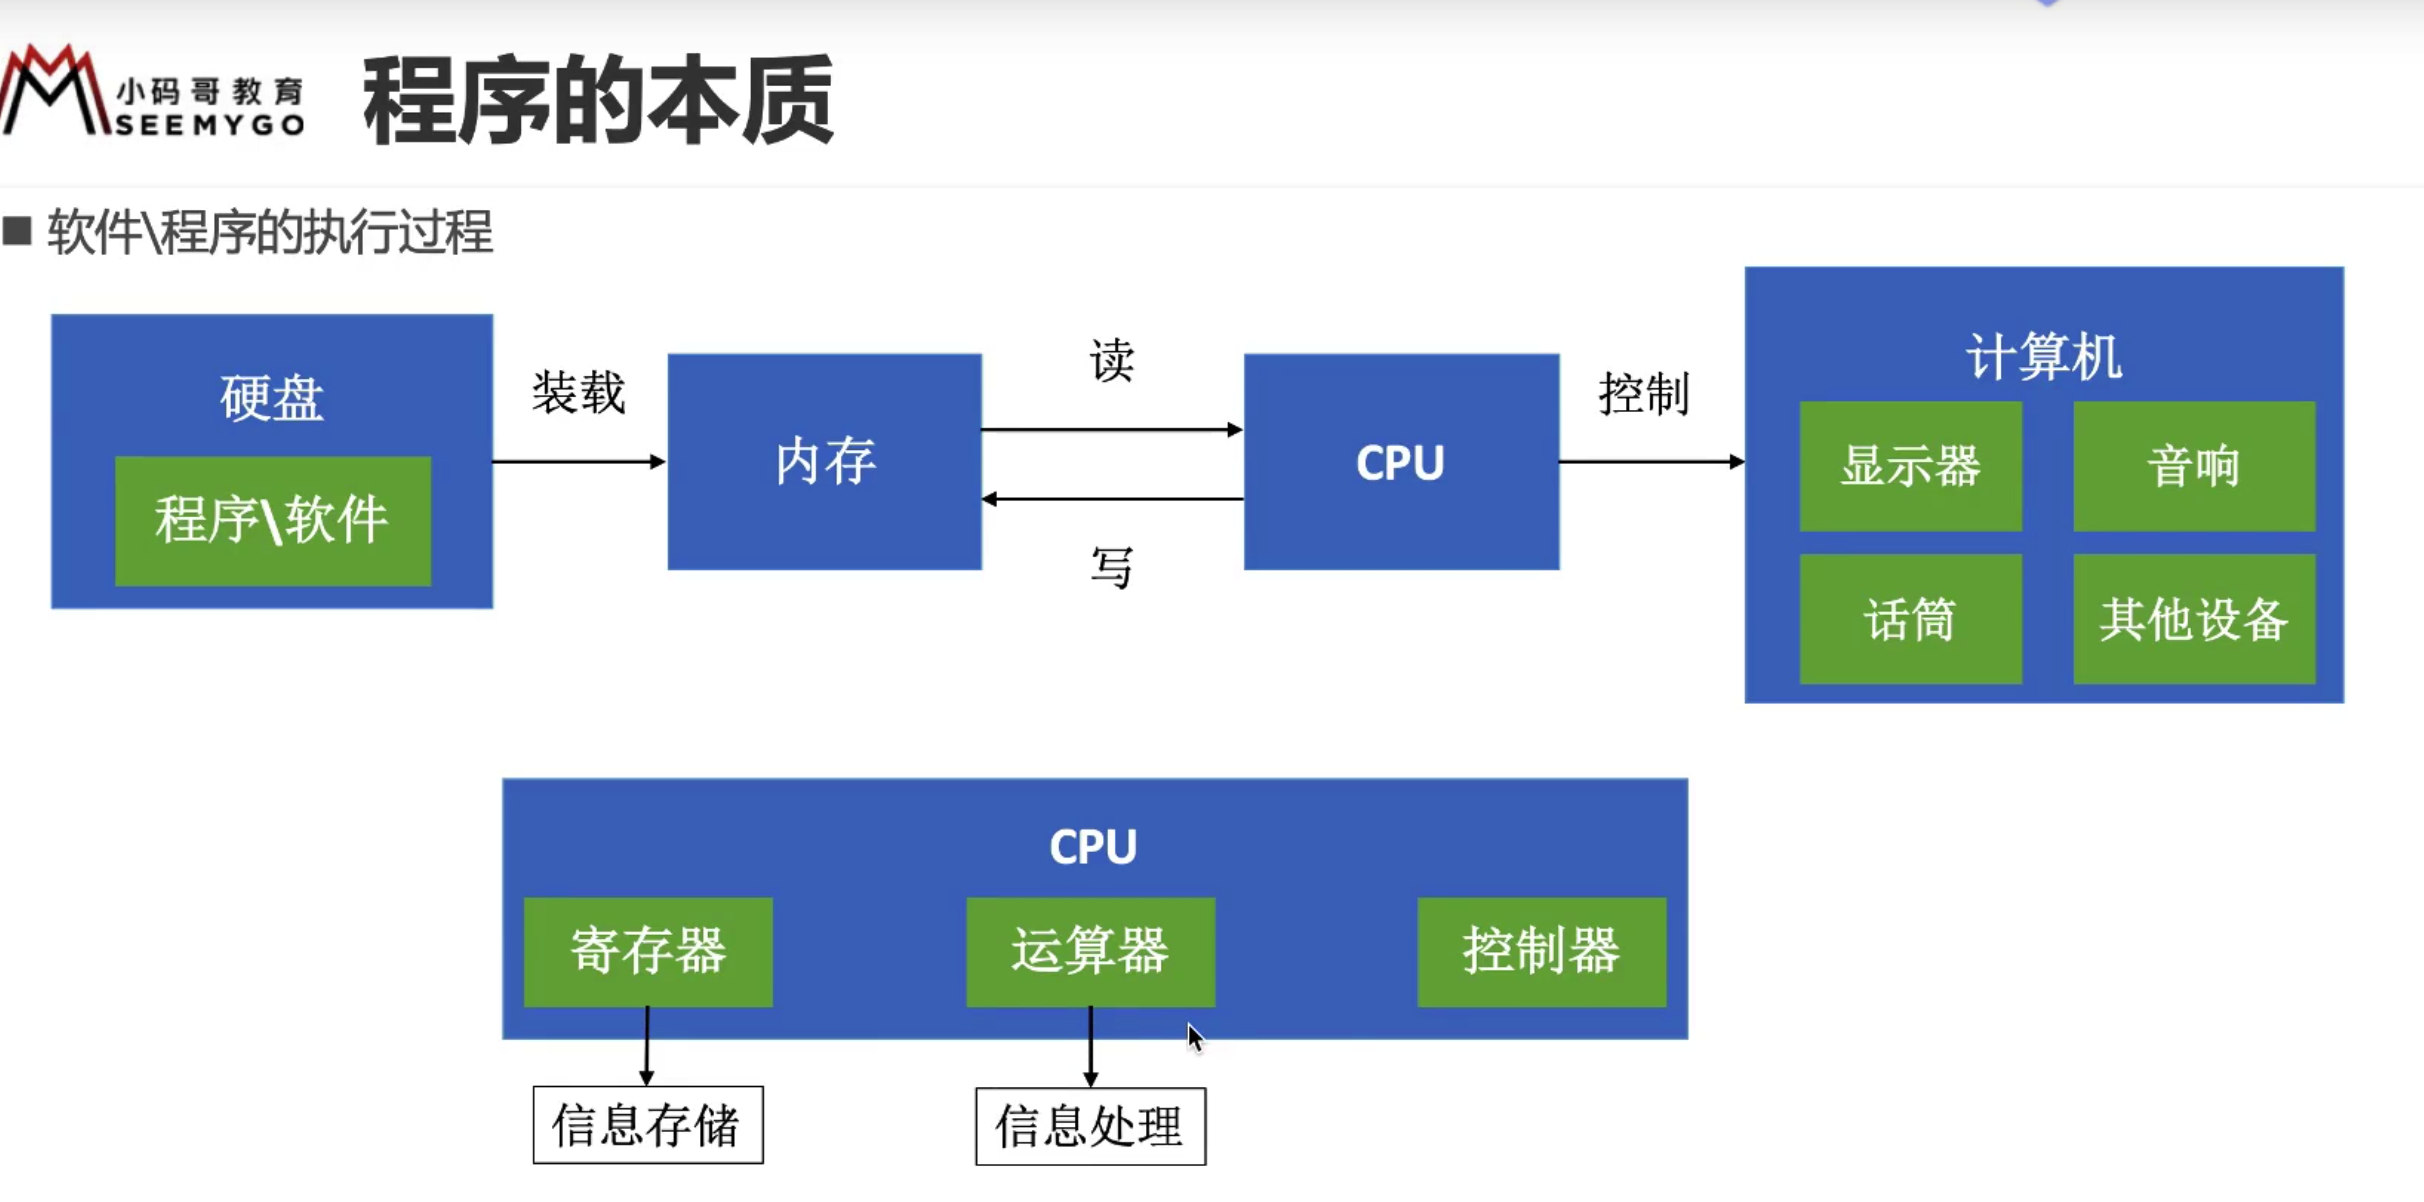 小码哥教育
SEEMYGO
程序的本质
软件\程序的执行过程
硬盘
程序\软件
装载
内存
读
写
CPU
控制
计算机
显示器
音响
话筒
其他设备
CPU
寄存器
运算器
控制器
信息存储
信息处理